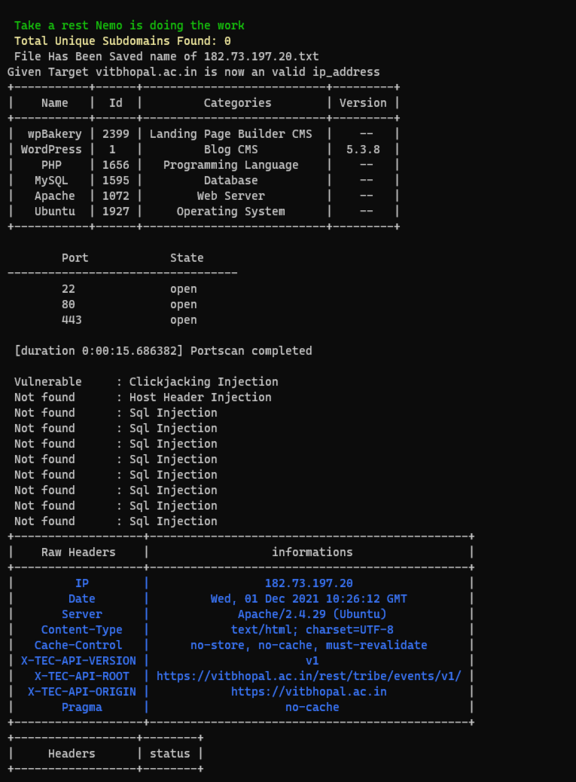 Take a rest Nemo is doing the work
Total Unique Subdomains Found: 0
File Has Been Saved name of 182.73.197.20.txt
Given Target vitbhopal.ac.in is now an valid ip_address
+-----------+------+---------------------------+---------+
|    Name   |  Id  |         Categories        | Version |
+-----------+------+---------------------------+---------+
|  wpBakery | 2399 |  Landing Page Builder CMS |    --   |
| WordPress |  1   |          Blog CMS         |  5.3.8  |
|    PHP    | 1656 |    Programming Language   |    --   |
|   MySQL   | 1595 |          Database         |    --   |
|   Apache  | 1072 |         Web Server        |    --   |
|   Ubuntu  | 1927 |      Operating System     |    --   |
+-----------+------+---------------------------+---------+
Port State
----------------------------------
22 open
80 open
443 open
[duration 0:00:15.686382] Portscan completed
Vulnerable     : Clickjacking Injection
Not found      : Host Header Injection
Not found      : Sql Injection
Not found      : Sql Injection
Not found      : Sql Injection
Not found      : Sql Injection
Not found      : Sql Injection
Not found      : Sql Injection
Not found      : Sql Injection
Not found      : Sql Injection
+-------------------+-----------------------------------------------+
|    Raw Headers    |                  informations                 |
+-------------------+-----------------------------------------------+
|         IP        |                 182.73.197.20                 |
|        Date       |         Wed, 01 Dec 2021 10:26:12 GMT         |
|       Server      |             Apache/2.4.29 (Ubuntu)            |
|    Content-Type   |            text/html; charset=UTF-8           |
|   Cache-Control   |      no-store, no-cache, must-revalidate      |
| X-TEC-API-VERSION |                       v1                      |
|   X-TEC-API-ROOT  | https://vitbhopal.ac.in/rest/tribe/events/v1/ |
|  X-TEC-API-ORIGIN |            https://vitbhopal.ac.in            |
|       Pragma      |                    no-cache                   |
+-------------------+-----------------------------------------------+
+------------------+--------+
|     Headers      | status |
+------------------+--------+